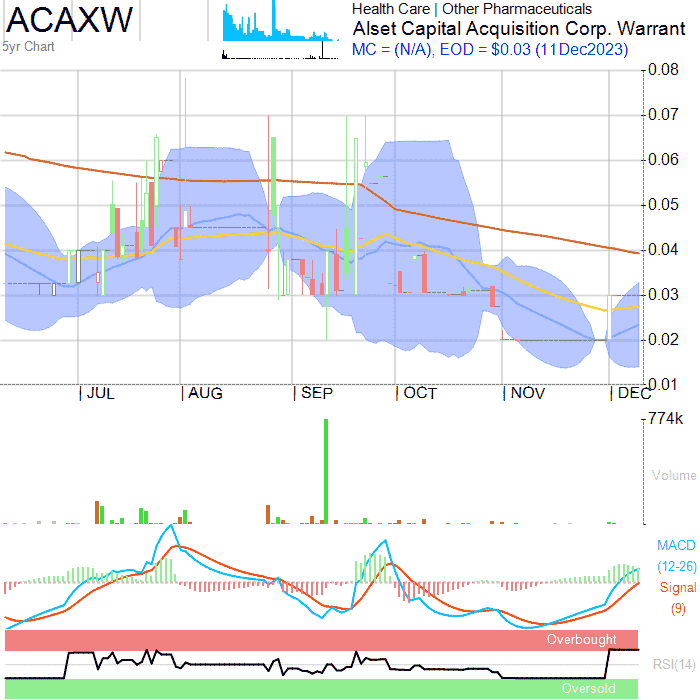 ACAXW
5yr Chart
Health Care | Other Pharmaceuticals
Alset Capital Acquisition Corp. Warrant
MC = (N/A), EOD = $0.03 (11Dec2023)
0.08
0.07
0.06
0.05
0.04
0.03
0.02
0.01
JUL AUG SEP OCT NOV DEC
774k
Volume
MACD
(12-26)
Signal
(9)
Overbought
RSI(14)
Oversold